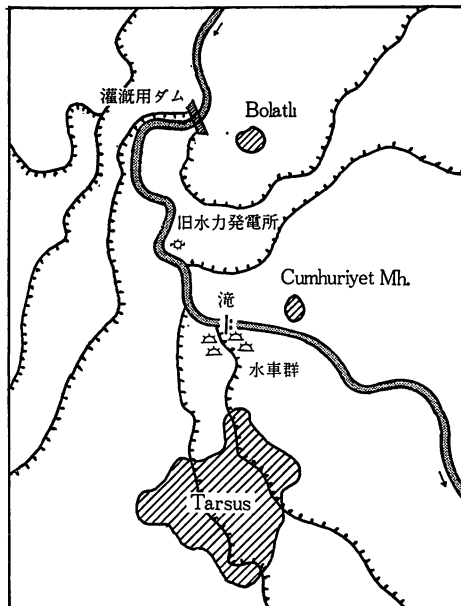 灌漑用ダム
Bolatlı
旧水力発電所
Cumhuriyet Mh.
滝
水車群
Tarsus